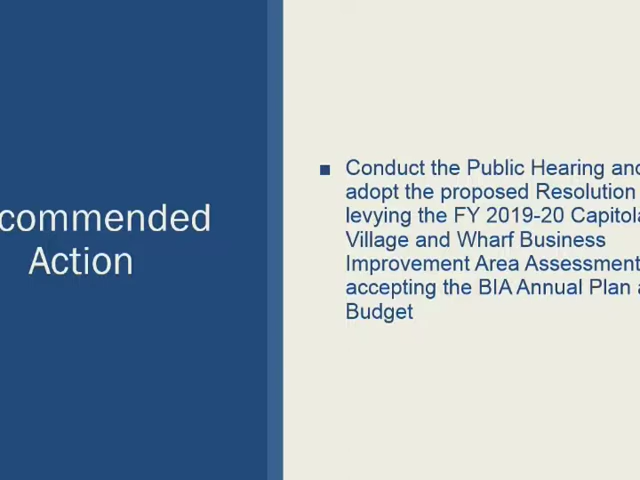 commended
Action
■ Conduct the Public Hearing and
adopt the proposed Resolution
levying the FY 2019-20 Capitola
Village and Wharf Business
Improvement Area Assessment
accepting the BIA Annual Plan a
Budget